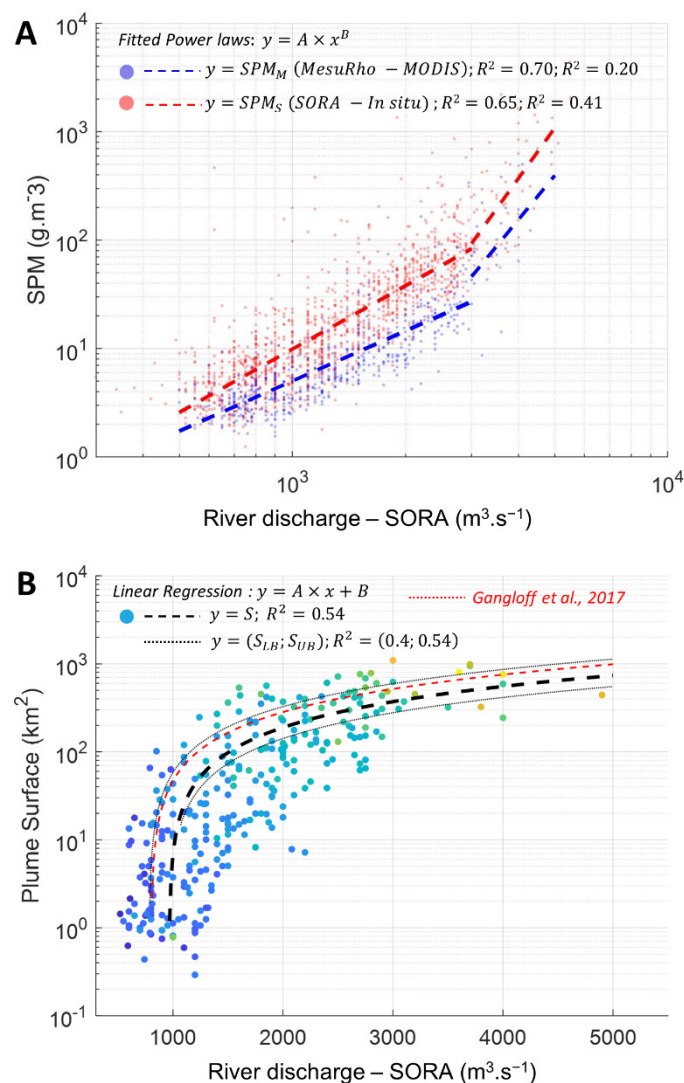 A
Fitted Power laws: y = A × x^B
y = SPM_M (MesuRho − MODIS); R² = 0.70; R² = 0.20
y = SPM_S (SORA − In situ) ; R² = 0.65; R² = 0.41
10⁴
10³
10²
10¹
10⁰
SPM (g.m⁻3)
10³
10⁴
River discharge – SORA (m³.s⁻¹)
B
Linear Regression : y = A × x + B
y = S; R² = 0.54
y = (S_LB; S_UB); R² = (0.4; 0.54)
Gangloff et al., 2017
10⁴
10³
10²
10¹
10⁰
10⁻¹
Plume Surface (km²)
1000
2000
3000
4000
5000
River discharge – SORA (m³.s⁻¹)